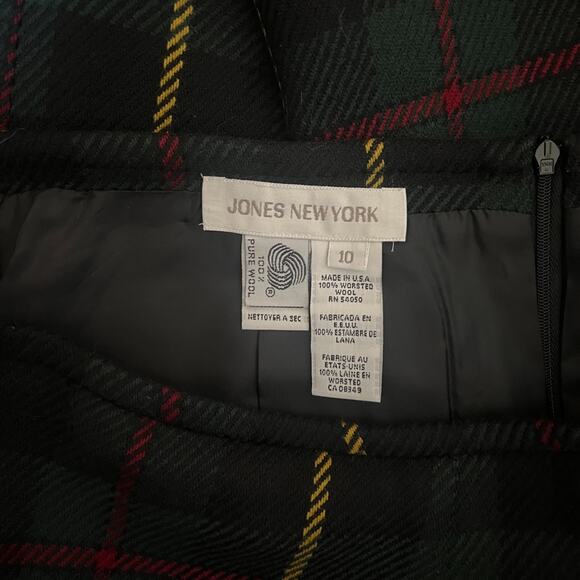 JONES NEW YORK
100%
PURE WOOL
®
NETTOYER A SEC
10
MADE IN U.S.A.
100% WORSTED
WOOL
RN 54050
FABRICADA EN
E.E.U.U.
100% ESTAMBRE DE
LANA
FABRIQUE AU
ETATS-UNIS
100% LAINE EN
WORSTED
CA 08349